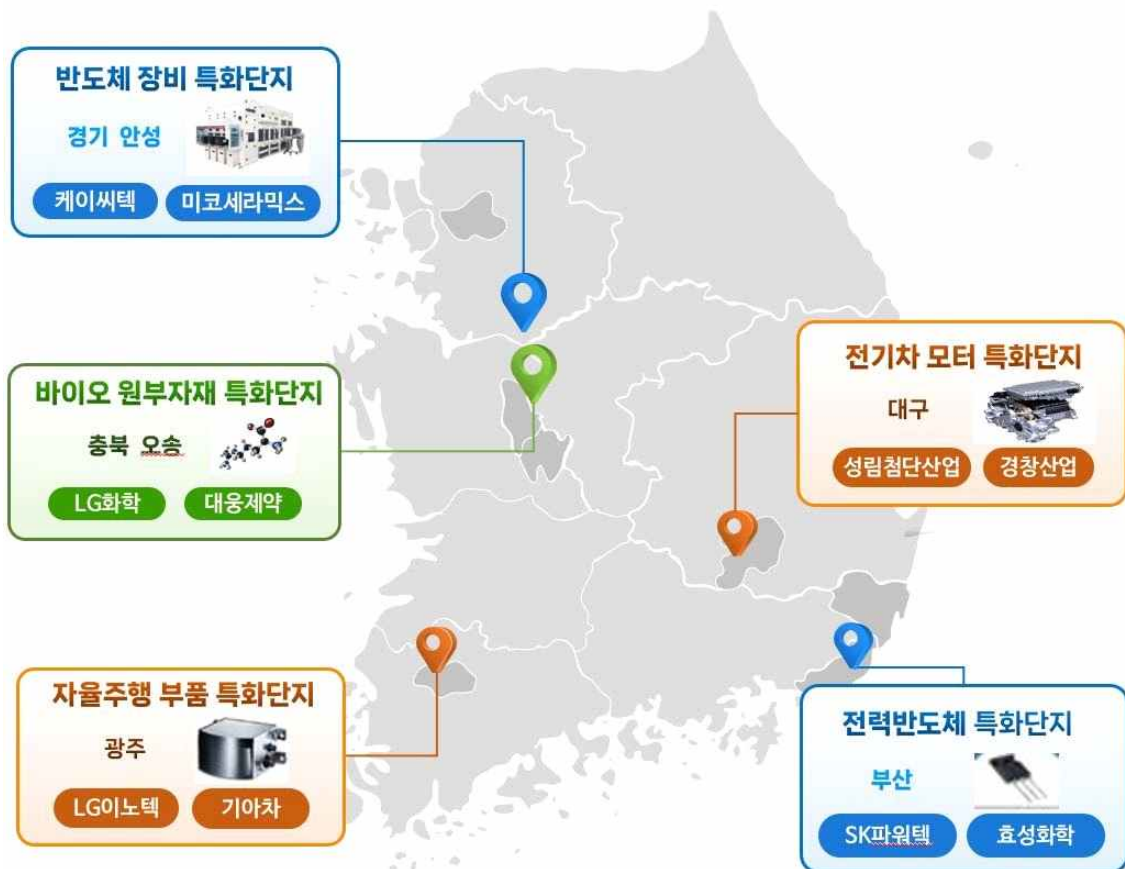 반도체 장비 특화단지
경기 안성
케이씨텍 미코세라믹스
바이오 원부자재 특화단지
충북 오송
LG화학 대웅제약
전기차 모터 특화단지
대구
성림첨단산업 경창산업
자율주행 부품 특화단지
광주
LG이노텍 기아차
전력반도체 특화단지
부산
SK파워텍 효성화학